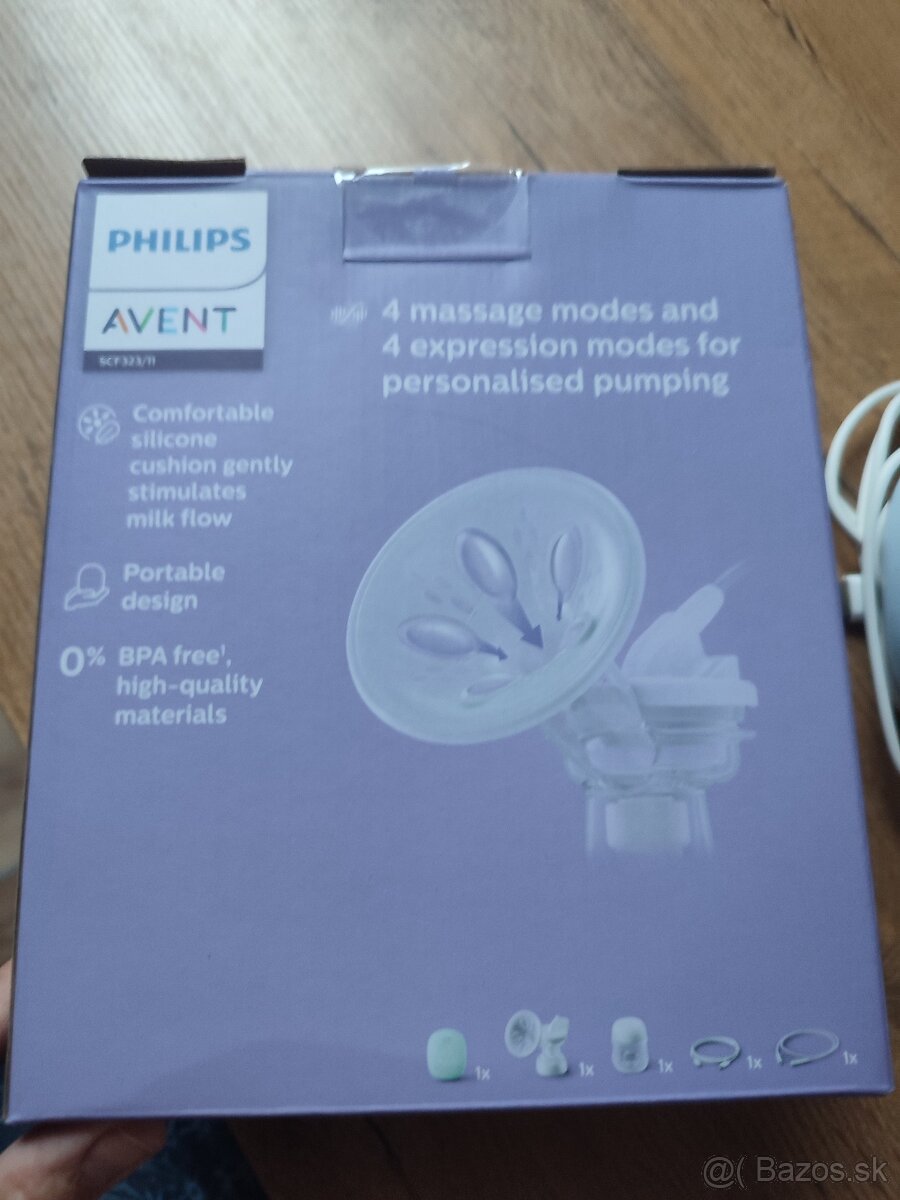 PHILIPS
AVENT
SCF323/11
4 massage modes and
4 expression modes for
personalised pumping
Comfortable
silicone
cushion gently
stimulates
milk flow
Portable
design
0% BPA free¹,
high-quality
materials
1x 1x 1x 1x 1x
@( Bazos.sk